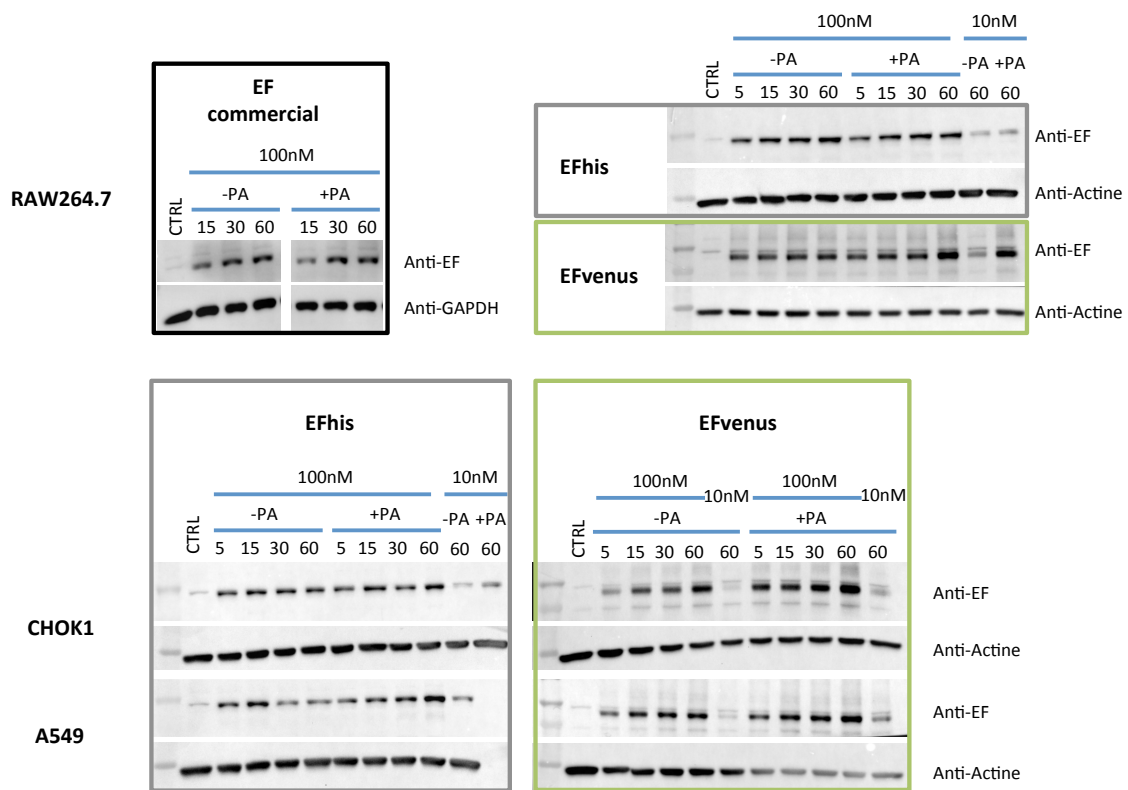 EF
commercial
100nM
-PA +PA
CTRL 15 30 60 15 30 60
RAW264.7
Anti-EF
Anti-GAPDH
100nM 10nM
-PA +PA -PA +PA
CTRL 5 15 30 60 5 15 30 60 60 60
EFhis
Anti-EF
Anti-Actine
EFvenus
Anti-EF
Anti-Actine
EFhis
100nM 10nM
-PA +PA -PA +PA
CTRL 5 15 30 60 5 15 30 60 60 60
CHOK1
A549
EFvenus
100nM 10nM 100nM 10nM
-PA +PA
CTRL 5 15 30 60 60 5 15 30 60 60
Anti-EF
Anti-Actine
Anti-EF
Anti-Actine